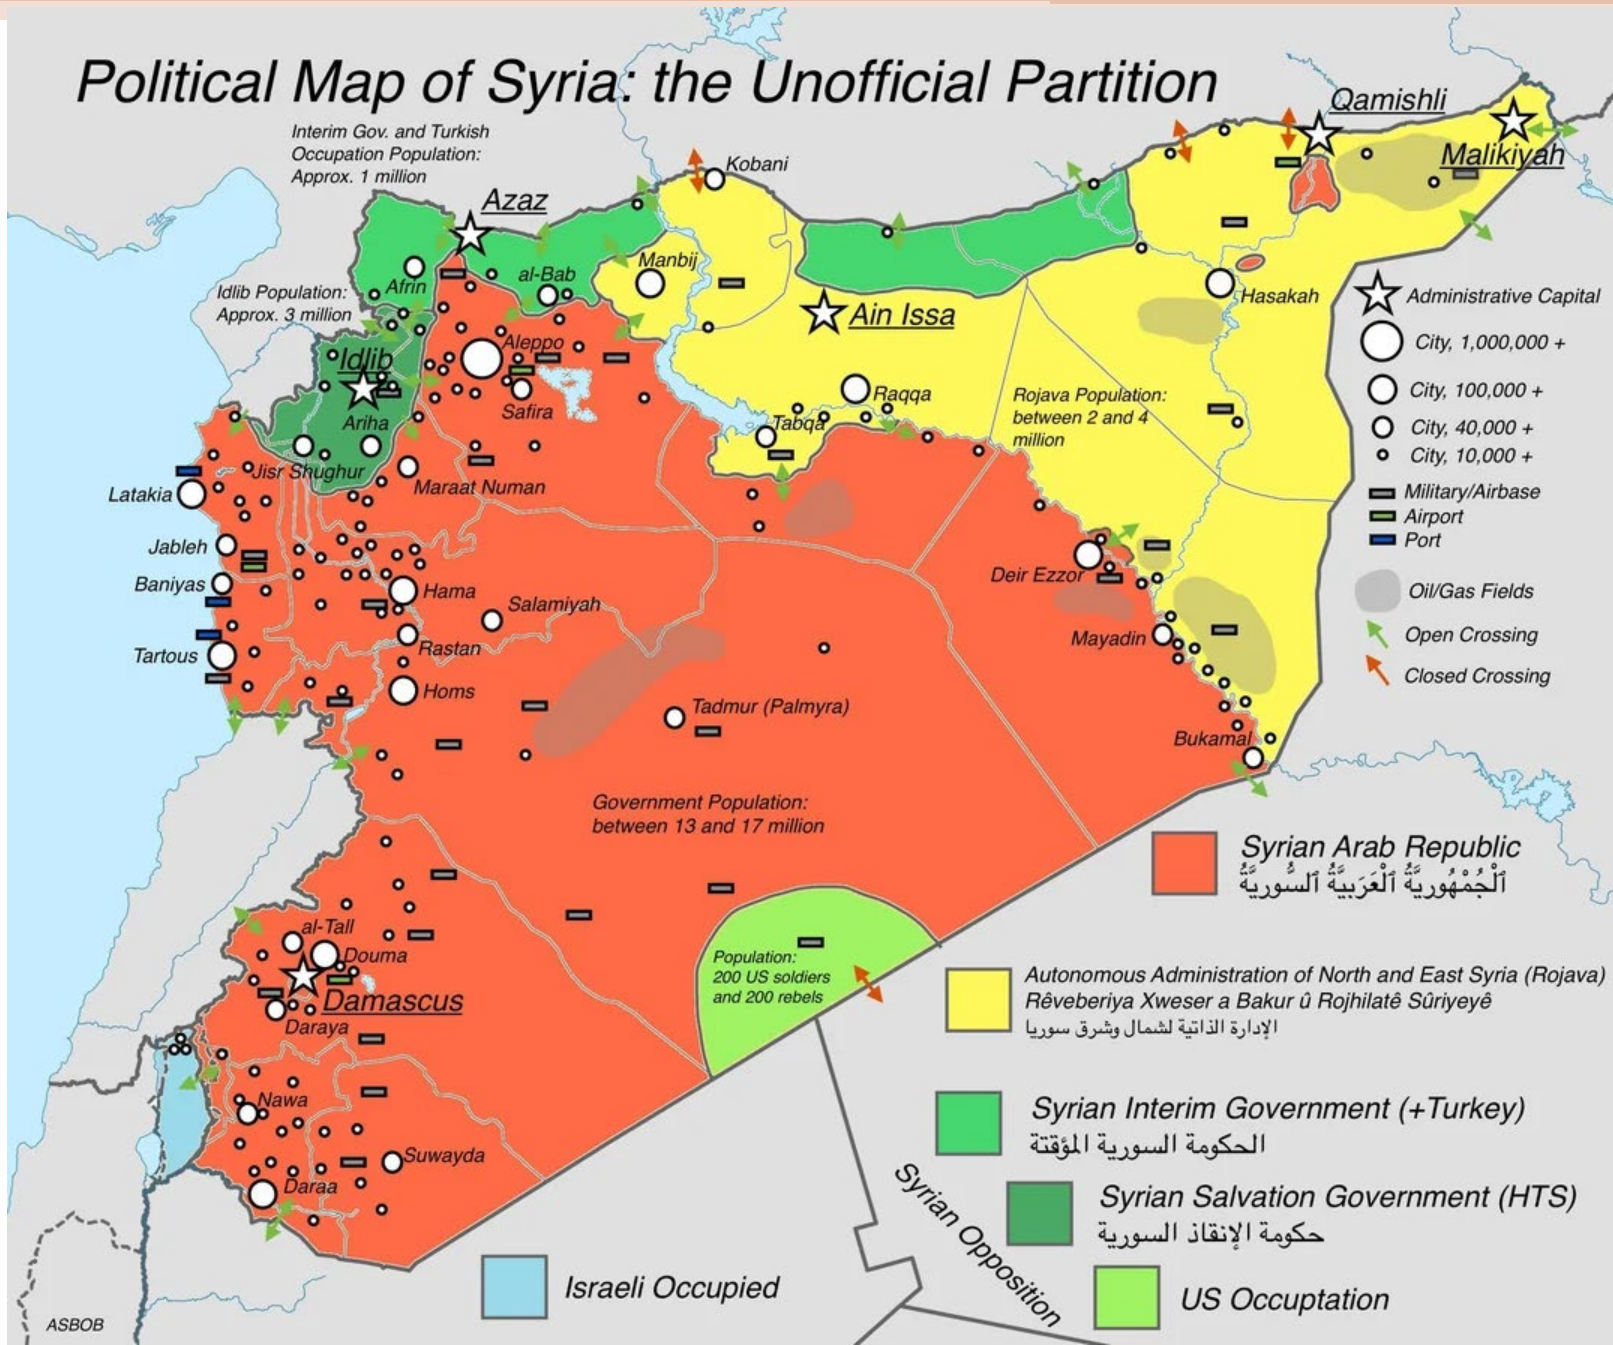 Political Map of Syria: the Unofficial Partition
Interim Gov. and Turkish
Occupation Population:
Approx. 1 million
Azaz
Kobani
Qamishli
Malikiyah
Idlib Population:
Approx. 3 million
Afrin
al-Bab
Manbij
Ain Issa
Hasakah
Idlib
Ariha
Jisr Shughur
Aleppo
Safira
Maraat Numan
Raqqa
Tabqa
Rojava Population:
between 2 and 4
million
Latakia
Jableh
Baniyas
Tartous
Hama
Salamiyah
Rastan
Homs
Tadmur (Palmyra)
Deir Ezzor
Mayadin
Bukamal
Government Population:
between 13 and 17 million
al-Tall
Douma
Damascus
Daraya
Nawa
Suwayda
Daraa
Population:
200 US soldiers
and 200 rebels
Administrative Capital
City, 1,000,000 +
City, 100,000 +
City, 40,000 +
City, 10,000 +
Military/Airbase
Airport
Port
Oil/Gas Fields
Open Crossing
Closed Crossing
Syrian Arab Republic
ٱلْجُمْهُورِيَّةُ ٱلْعَرَبِيَّةُ ٱلسُّورِيَّةُ
Autonomous Administration of North and East Syria (Rojava)
Rêveberiya Xweser a Bakur û Rojhilatê Sûriyeyê
الإدارة الذاتية لشمال وشرق سوريا
Syrian Interim Government (+Turkey)
الحكومة السورية المؤقتة
Syrian Salvation Government (HTS)
حكومة الإنقاذ السورية
US Occuptation
Syrian Opposition
Israeli Occupied
ASBOB